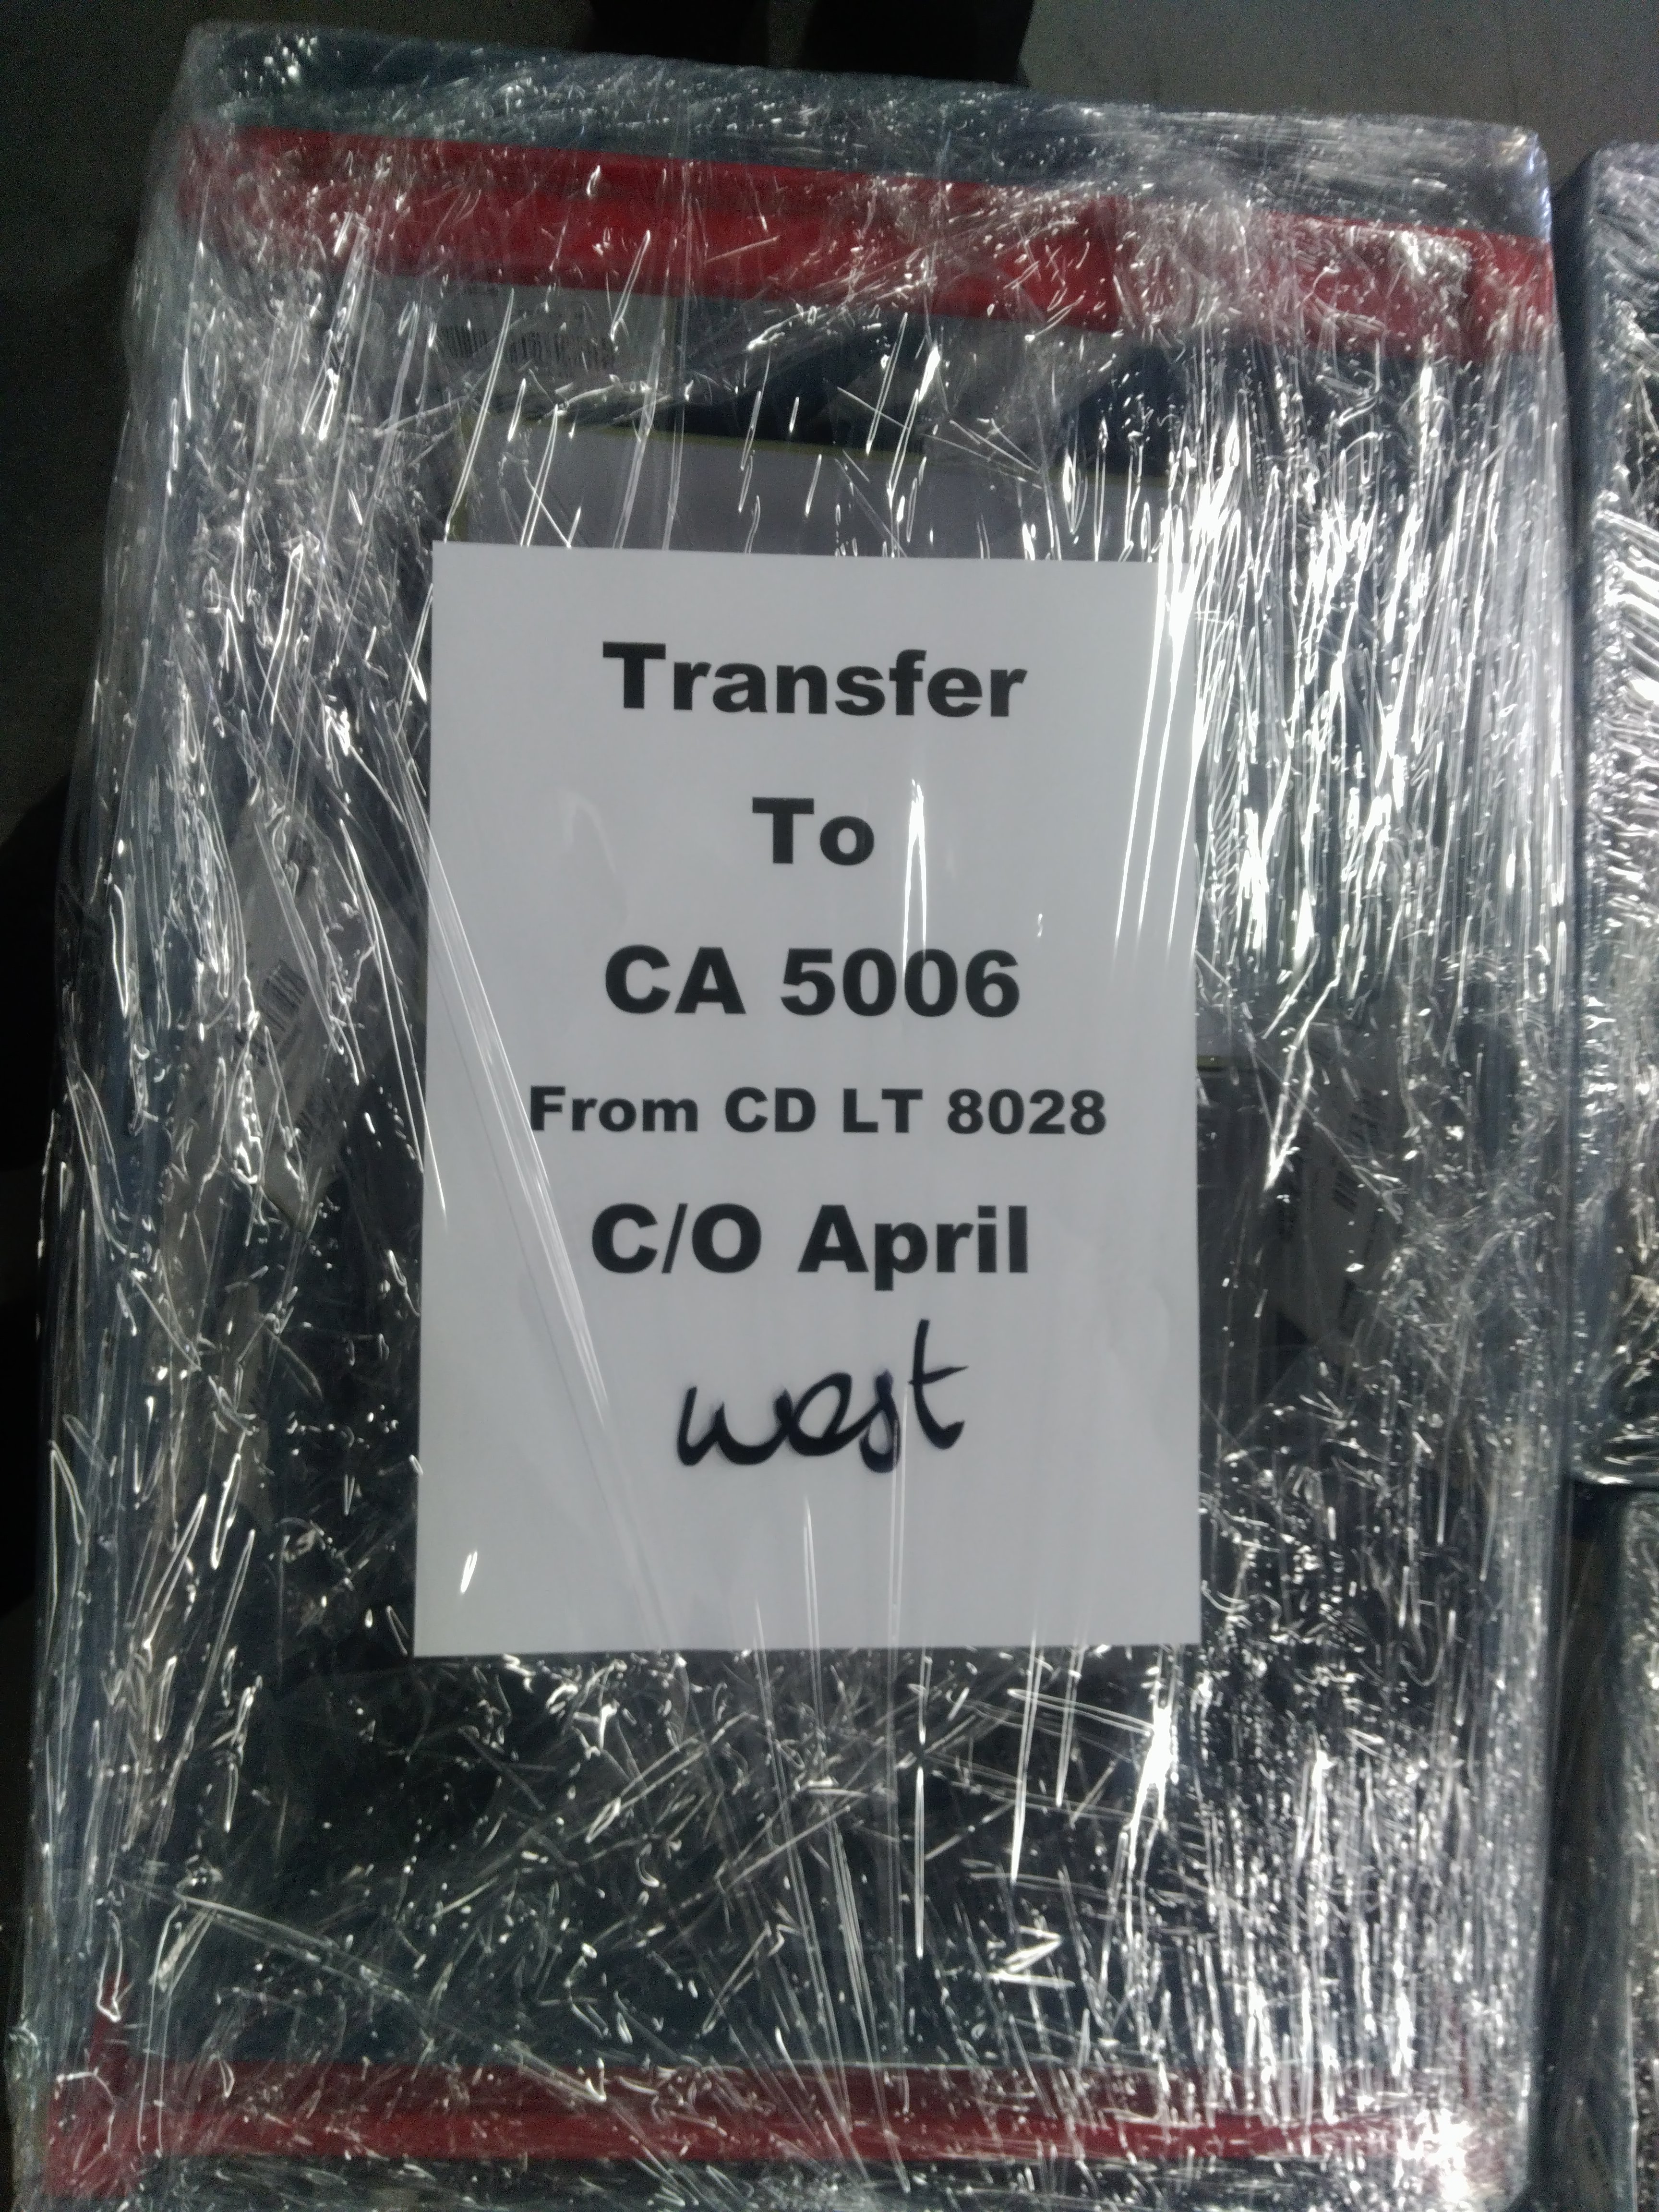 Transfer
To
CA 5006
From CD LT 8028
C/O April
west